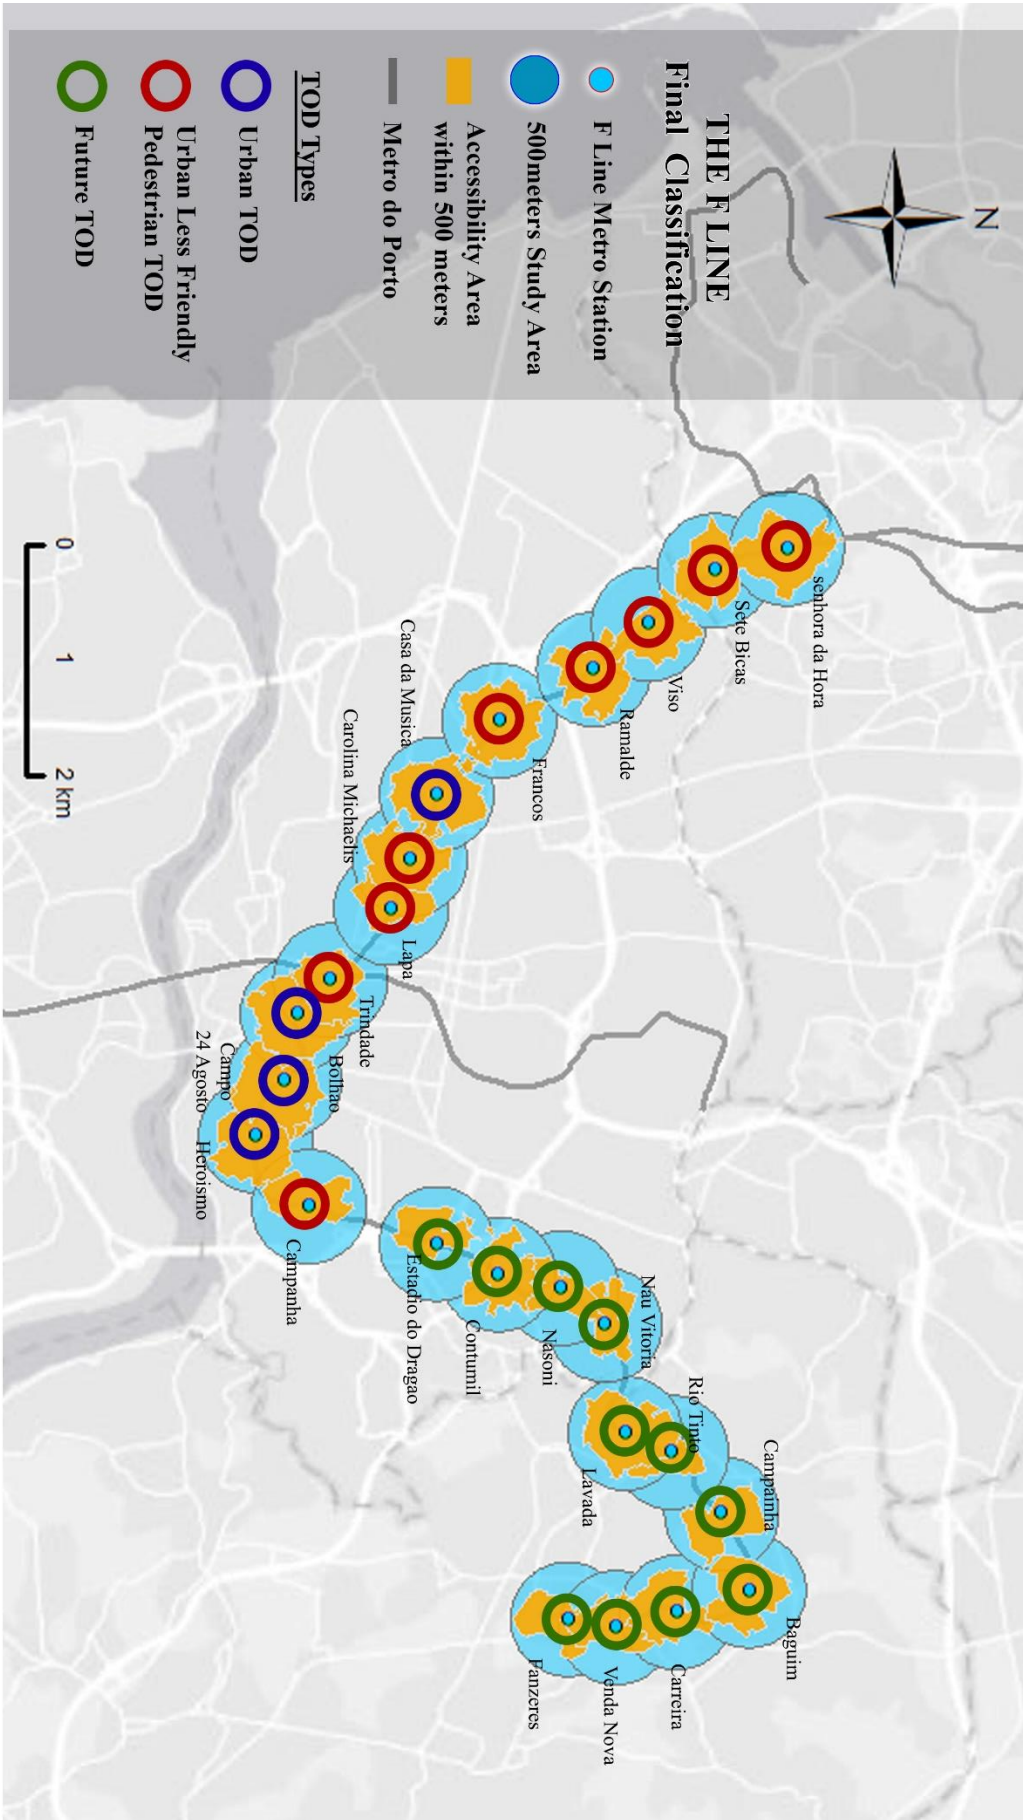 THE F LINE
Final Classification
F Line Metro Station
500meters Study Area
Accessibility Area
within 500 meters
Metro do Porto
TOD Types
Urban TOD
Urban Less Friendly
Pedestrian TOD
Future TOD
N
0
1
2 km
senhora da Hora
Sete Bicas
Viso
Ramalde
Francos
Casa da Musica
Carolina Michaelis
Lapa
Trindade
Bolhao
Campo
24 Agosto
Heroismo
Campanha
Estadio do Dragao
Contumil
Nasoni
Nau Vitoria
Lavada
Rio Tinto
Campainha
Baguim
Carreira
Venda Nova
Fanzeres